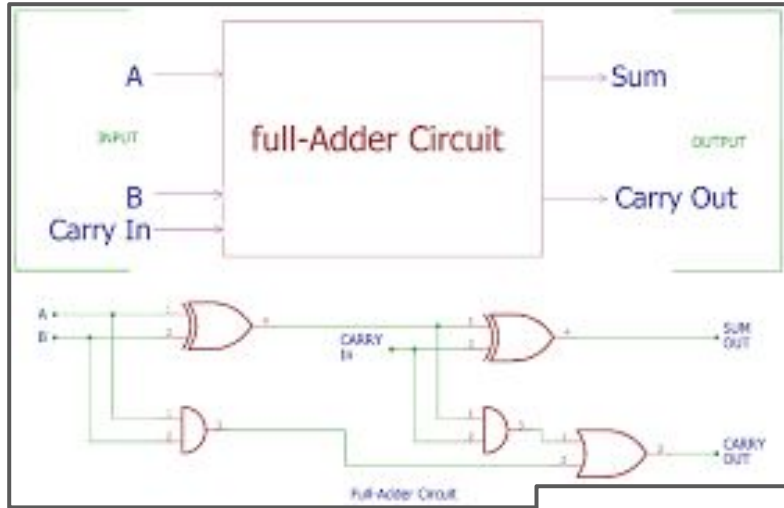 A
Sum
INPUT
full-Adder Circuit
OUTPUT
B
Carry Out
Carry In
A
B
CARRY
In
SUM
OUT
CARRY
OUT
Full-Adder Circuit